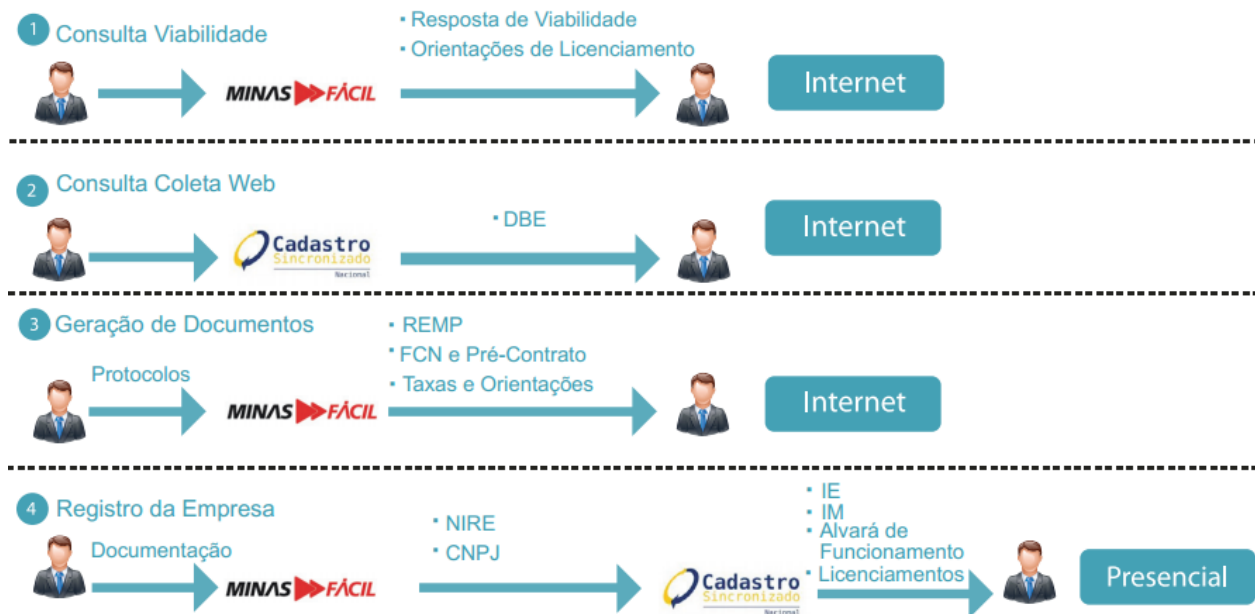 1 Consulta Viabilidade
• Resposta de Viabilidade
• Orientações de Licenciamento
MINAS FÁCIL
Internet
2 Consulta Coleta Web
• DBE
Cadastro
Sincronizado
Nacional
Internet
3 Geração de Documentos
Protocolos
MINAS FÁCIL
• REMP
• FCN e Pré-Contrato
• Taxas e Orientações
Internet
4 Registro da Empresa
Documentação
MINAS FÁCIL
• NIRE
• CNPJ
Cadastro
Sincronizado
Nacional
• IE
• IM
• Alvará de
Funcionamento
• Licenciamentos
Presencial